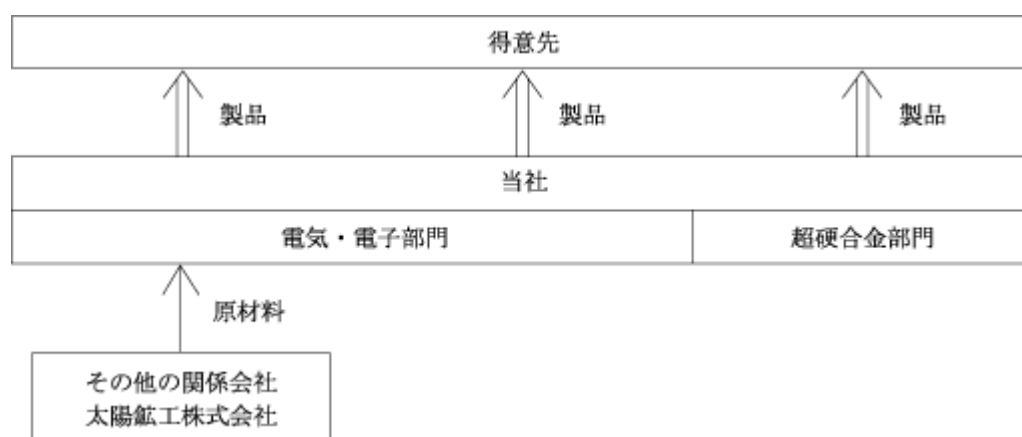 得意先
製品
製品
製品
当社
電気・電子部門
超硬合金部門
原材料
その他の関係会社
太陽鉱工株式会社